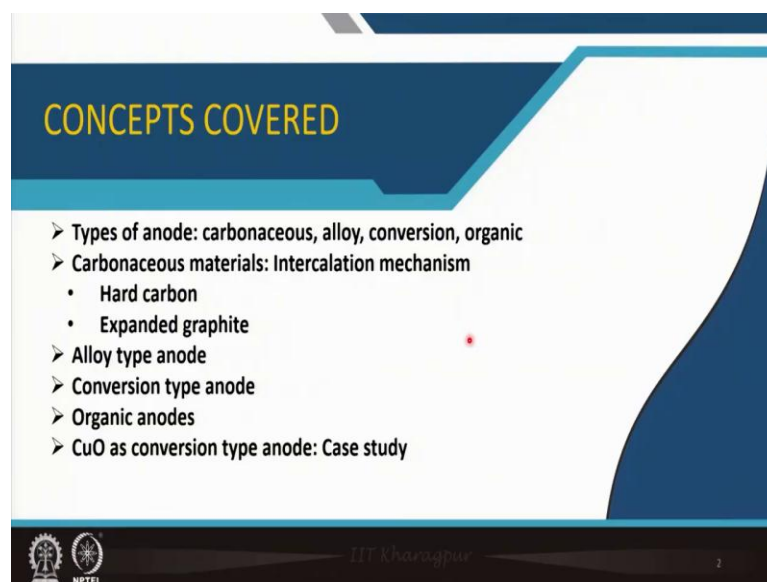 CONCEPTS COVERED
➤ Types of anode: carbonaceous, alloy, conversion, organic
➤ Carbonaceous materials: Intercalation mechanism
• Hard carbon
• Expanded graphite
➤ Alloy type anode
➤ Conversion type anode
➤ Organic anodes
➤ CuO as conversion type anode: Case study
IIT Kharagpur
2
NPTEL